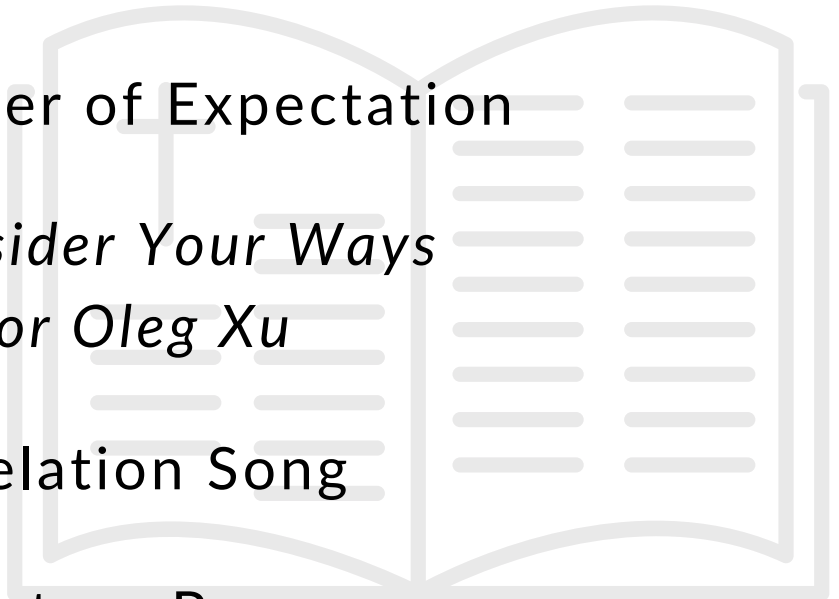 er of Expectation
sider Your Ways
or Oleg Xu
elation Song